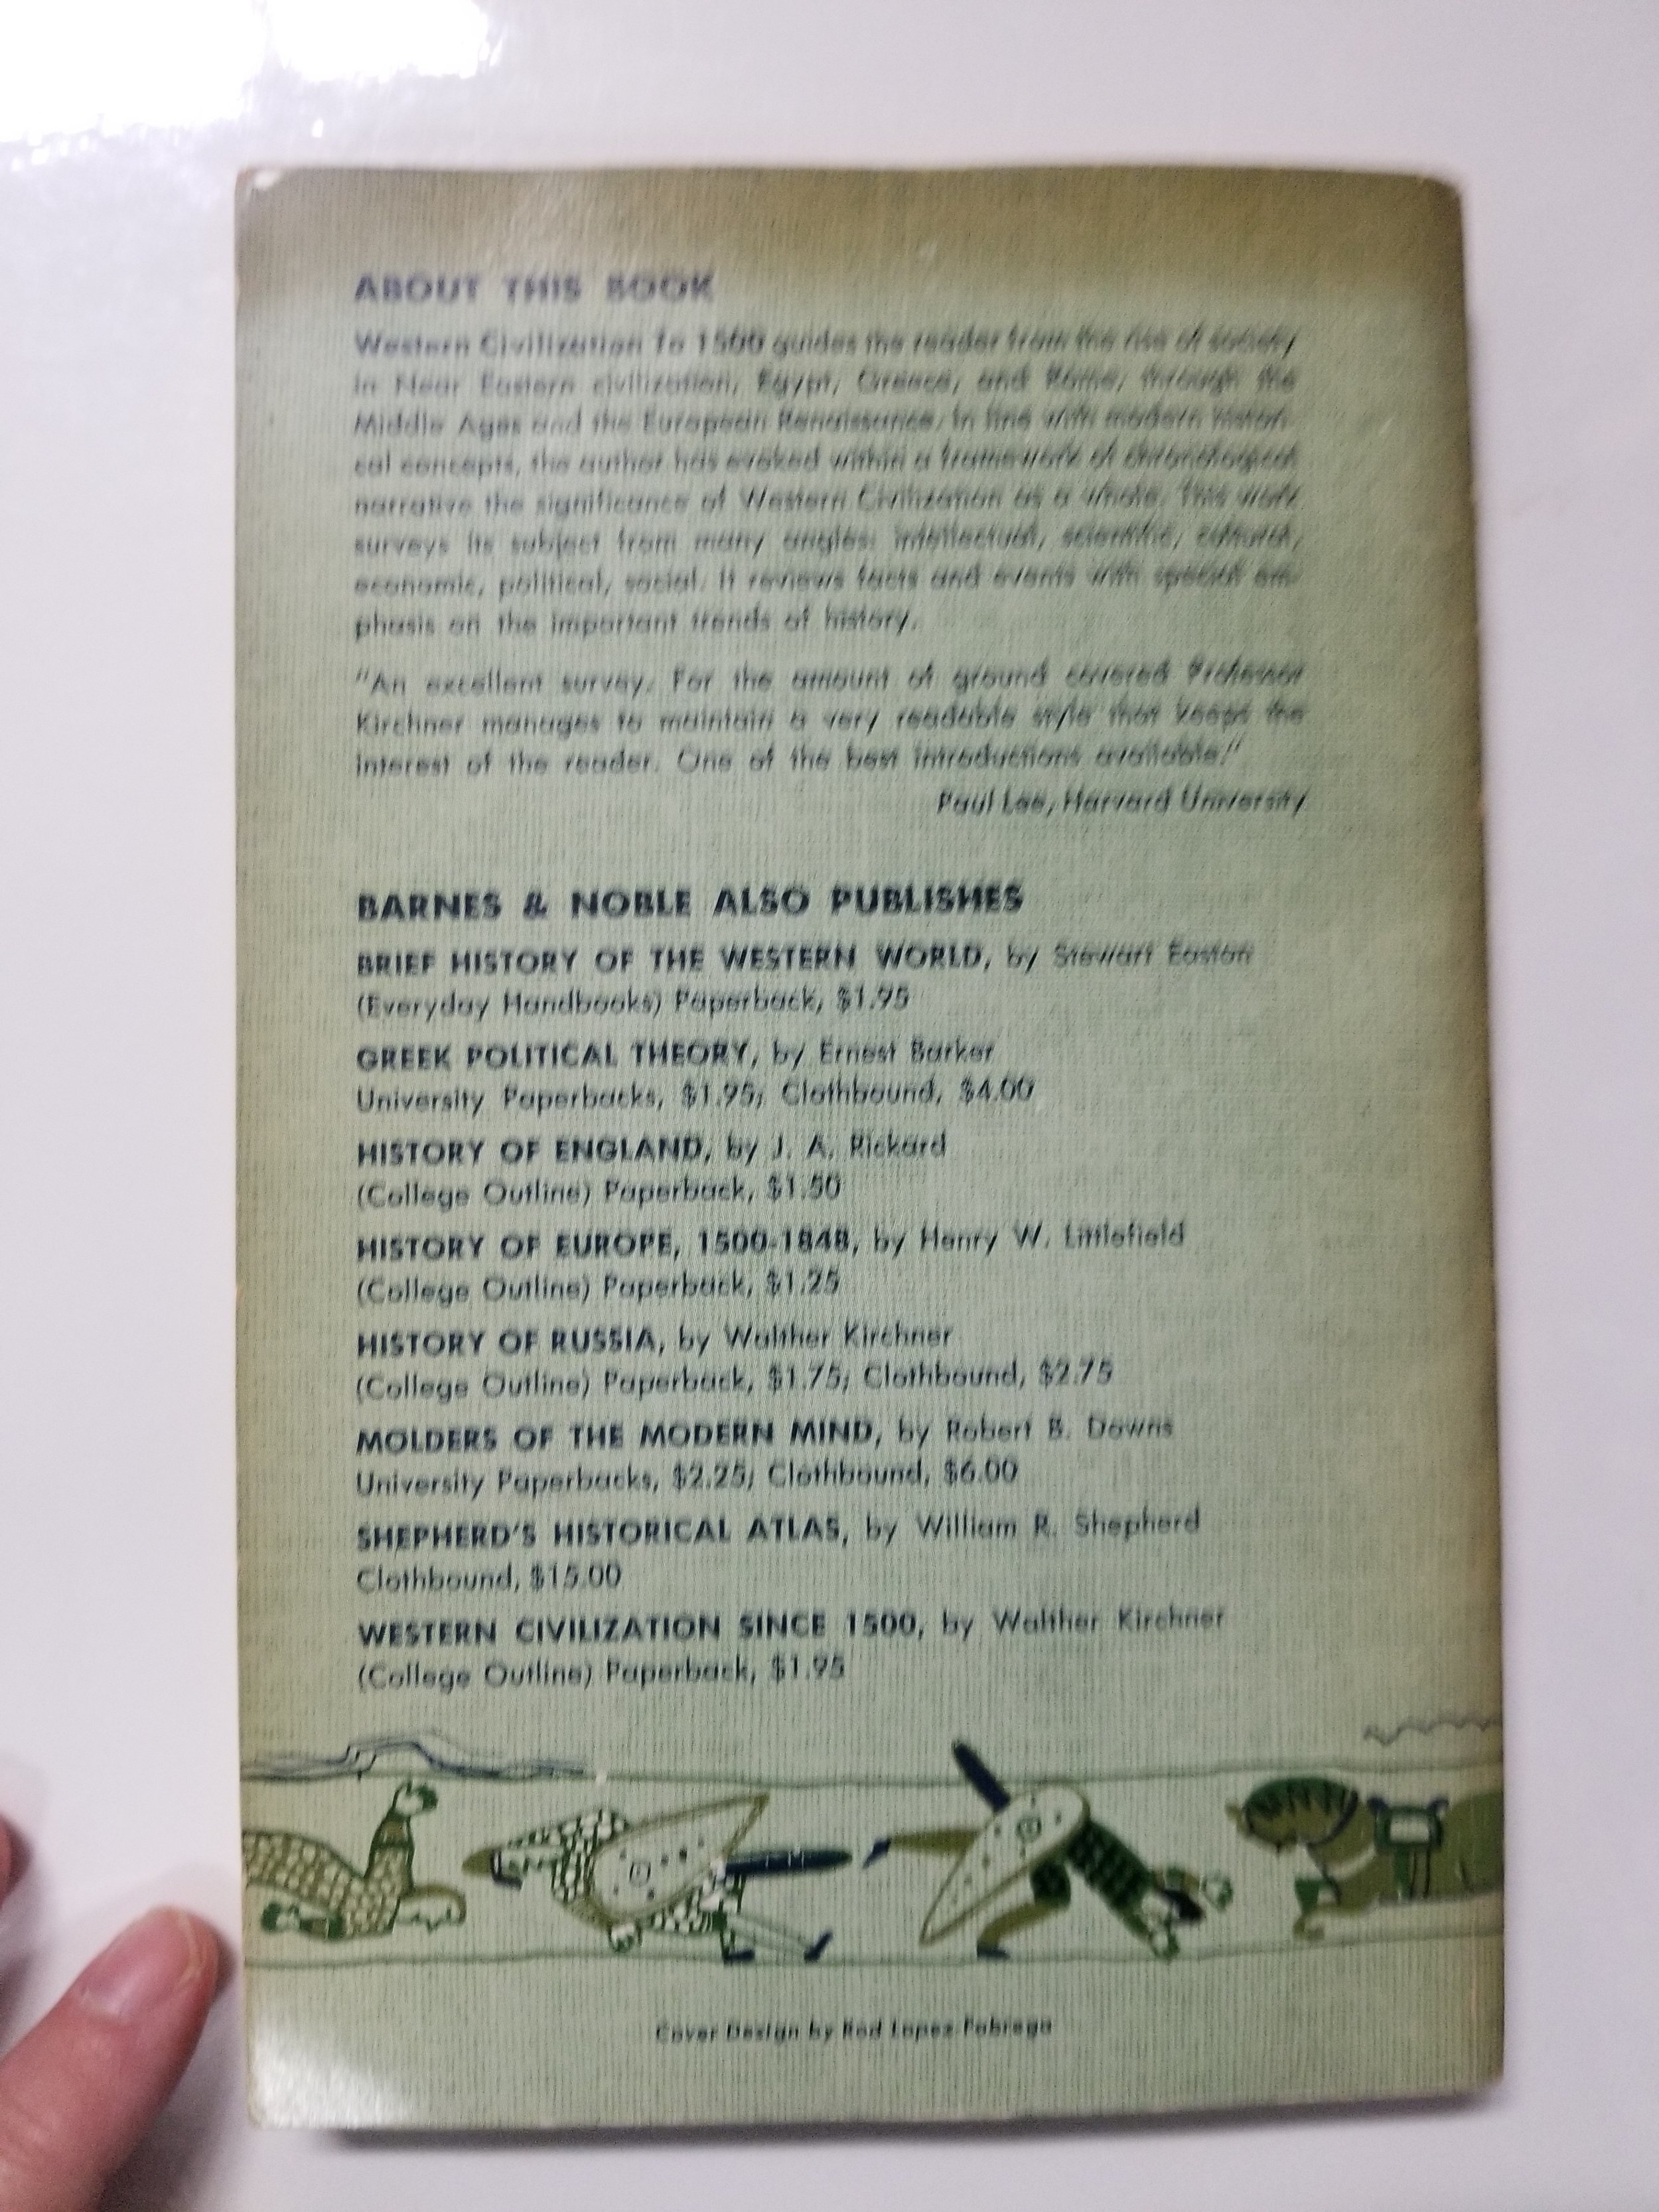 ABOUT THIS BOOK
Western Civilization To 1500 guides the reader from the rise of society
in Near Eastern civilization, Egypt, Greece, and Rome, through the
Middle Ages and the European Renaissance. In line with modern histori-
cal concepts, the author has evoked within a framework of chronological
narrative the significance of Western Civilization as a whole. This work
surveys its subject from many angles: intellectual, scientific, cultural,
economic, political, social. It reviews facts and events with special em-
phasis on the important trends of history.
"An excellent survey. For the amount of ground covered Professor
Kirchner manages to maintain a very readable style that keeps the
interest of the reader. One of the best introductions available."
Paul Lee, Harvard University
BARNES & NOBLE ALSO PUBLISHES
BRIEF HISTORY OF THE WESTERN WORLD, by Stewart Easton
(Everyday Handbooks) Paperback, $1.95
GREEK POLITICAL THEORY, by Ernest Barker
University Paperbacks, $1.95; Clothbound, $4.00
HISTORY OF ENGLAND, by J. A. Rickard
(College Outline) Paperback, $1.50
HISTORY OF EUROPE, 1500-1848, by Henry W. Littlefield
(College Outline) Paperback, $1.25
HISTORY OF RUSSIA, by Walther Kirchner
(College Outline) Paperback, $1.75; Clothbound, $2.75
MOLDERS OF THE MODERN MIND, by Robert B. Downs
University Paperbacks, $2.25; Clothbound, $6.00
SHEPHERD'S HISTORICAL ATLAS, by William R. Shepherd
Clothbound, $15.00
WESTERN CIVILIZATION SINCE 1500, by Walther Kirchner
(College Outline) Paperback, $1.95
Cover Design by Rod Lopez-Fabrega